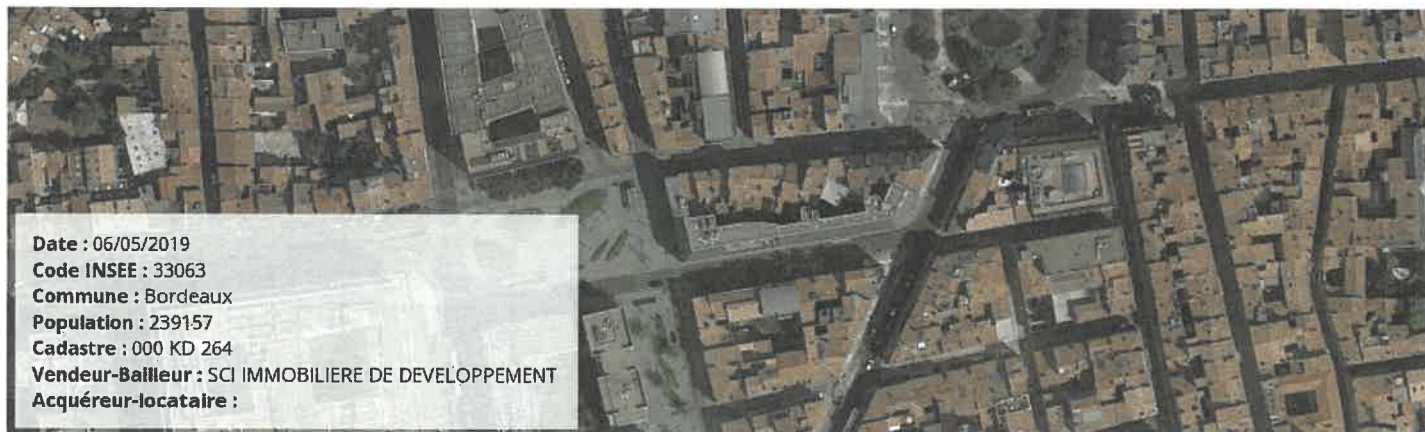 Date : 06/05/2019
Code INSEE : 33063
Commune : Bordeaux
Population : 239157
Cadastre : 000 KD 264
Vendeur-Bailleur : SCI IMMOBILIERE DE DEVELOPPEMENT
Acquéreur-locataire :